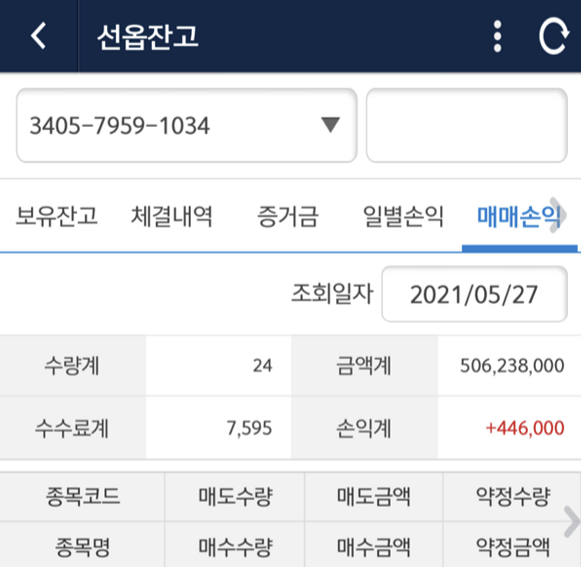 선옵잔고
3405-7959-1034
보유잔고 체결내역 증거금 일별손익 매매손익
조회일자 2021/05/27
수량계 24 금액계 506,238,000
수수료계 7,595 손익계 +446,000
종목코드 매도수량 매도금액 약정수량
종목명 매수수량 매수금액 약정금액